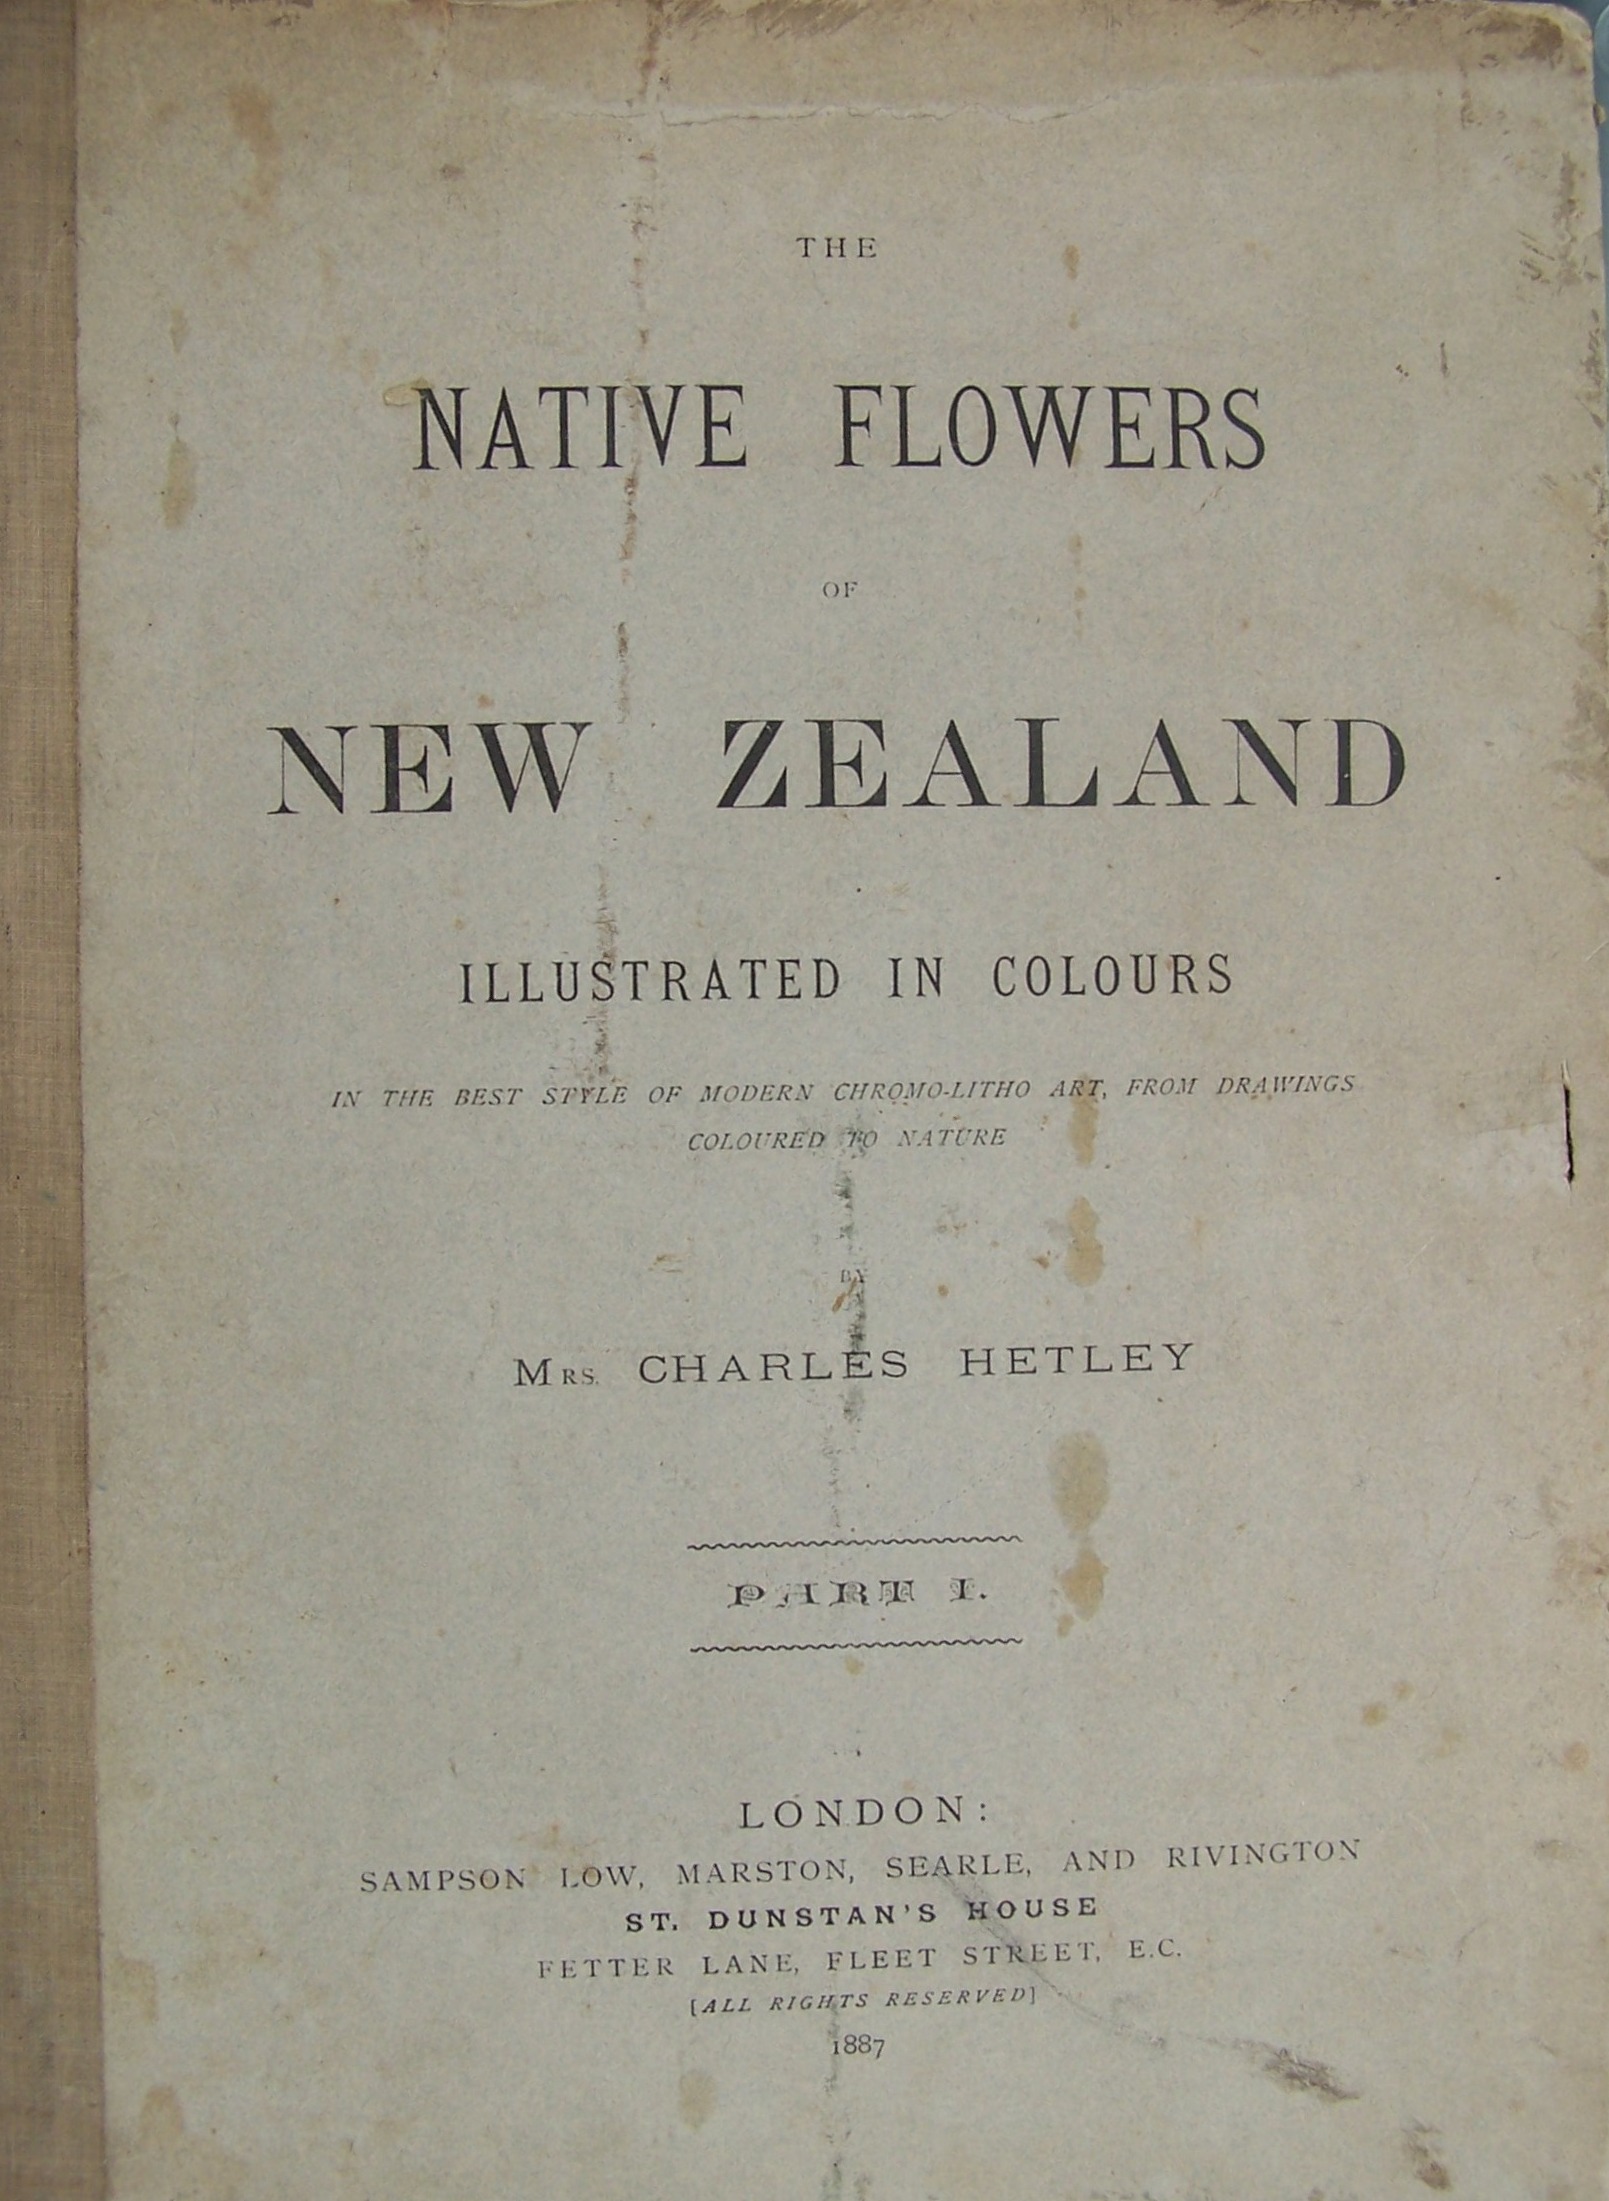 THE
NATIVE FLOWERS
OF
NEW ZEALAND
ILLUSTRATED IN COLOURS
IN THE BEST STYLE OF MODERN CHROMO-LITHO ART, FROM DRAWINGS
COLOURED TO NATURE
BY
MRS. CHARLES HETLEY
PART I.
LONDON:
SAMPSON LOW, MARSTON, SEARLE, AND RIVINGTON
ST. DUNSTAN'S HOUSE
FETTER LANE, FLEET STREET, E.C.
[ALL RIGHTS RESERVED]
1887